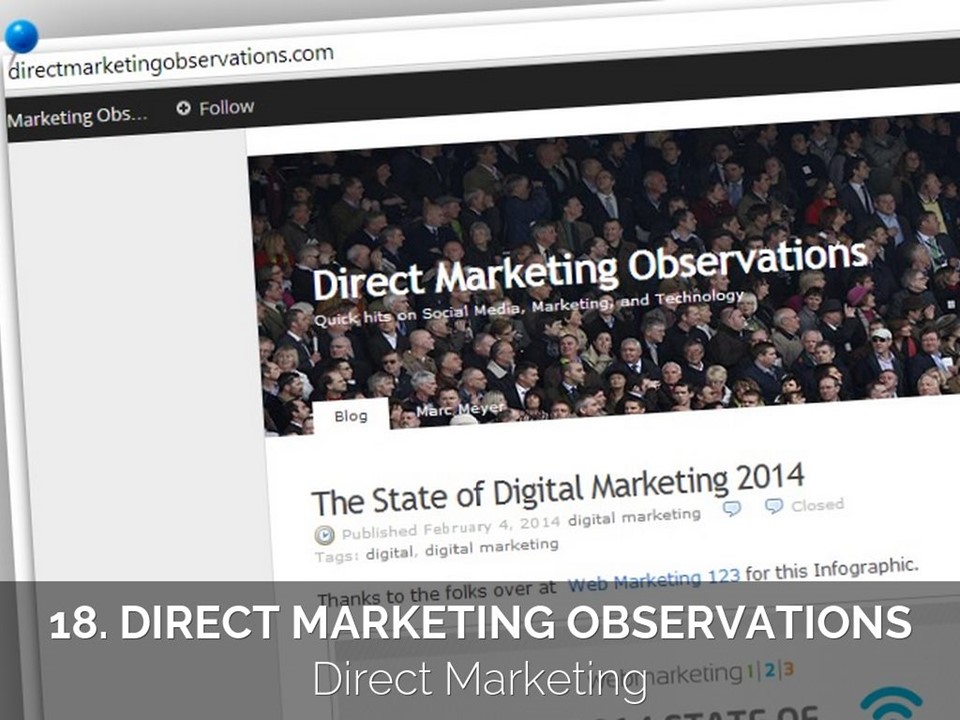 directmarketingobservations.com
Marketing Obs... Follow
Direct Marketing Observations
Quick hits on Social Media, Marketing, and Technology
Blog Marc Meyer
The State of Digital Marketing 2014
Published February 4, 2014 digital marketing Closed
Tags: digital, digital marketing
Thanks to the folks over at Web Marketing 123 for this Infographic.
18. DIRECT MARKETING OBSERVATIONS
Direct Marketing
webmarketing 1|2|3
2014 STATE OF